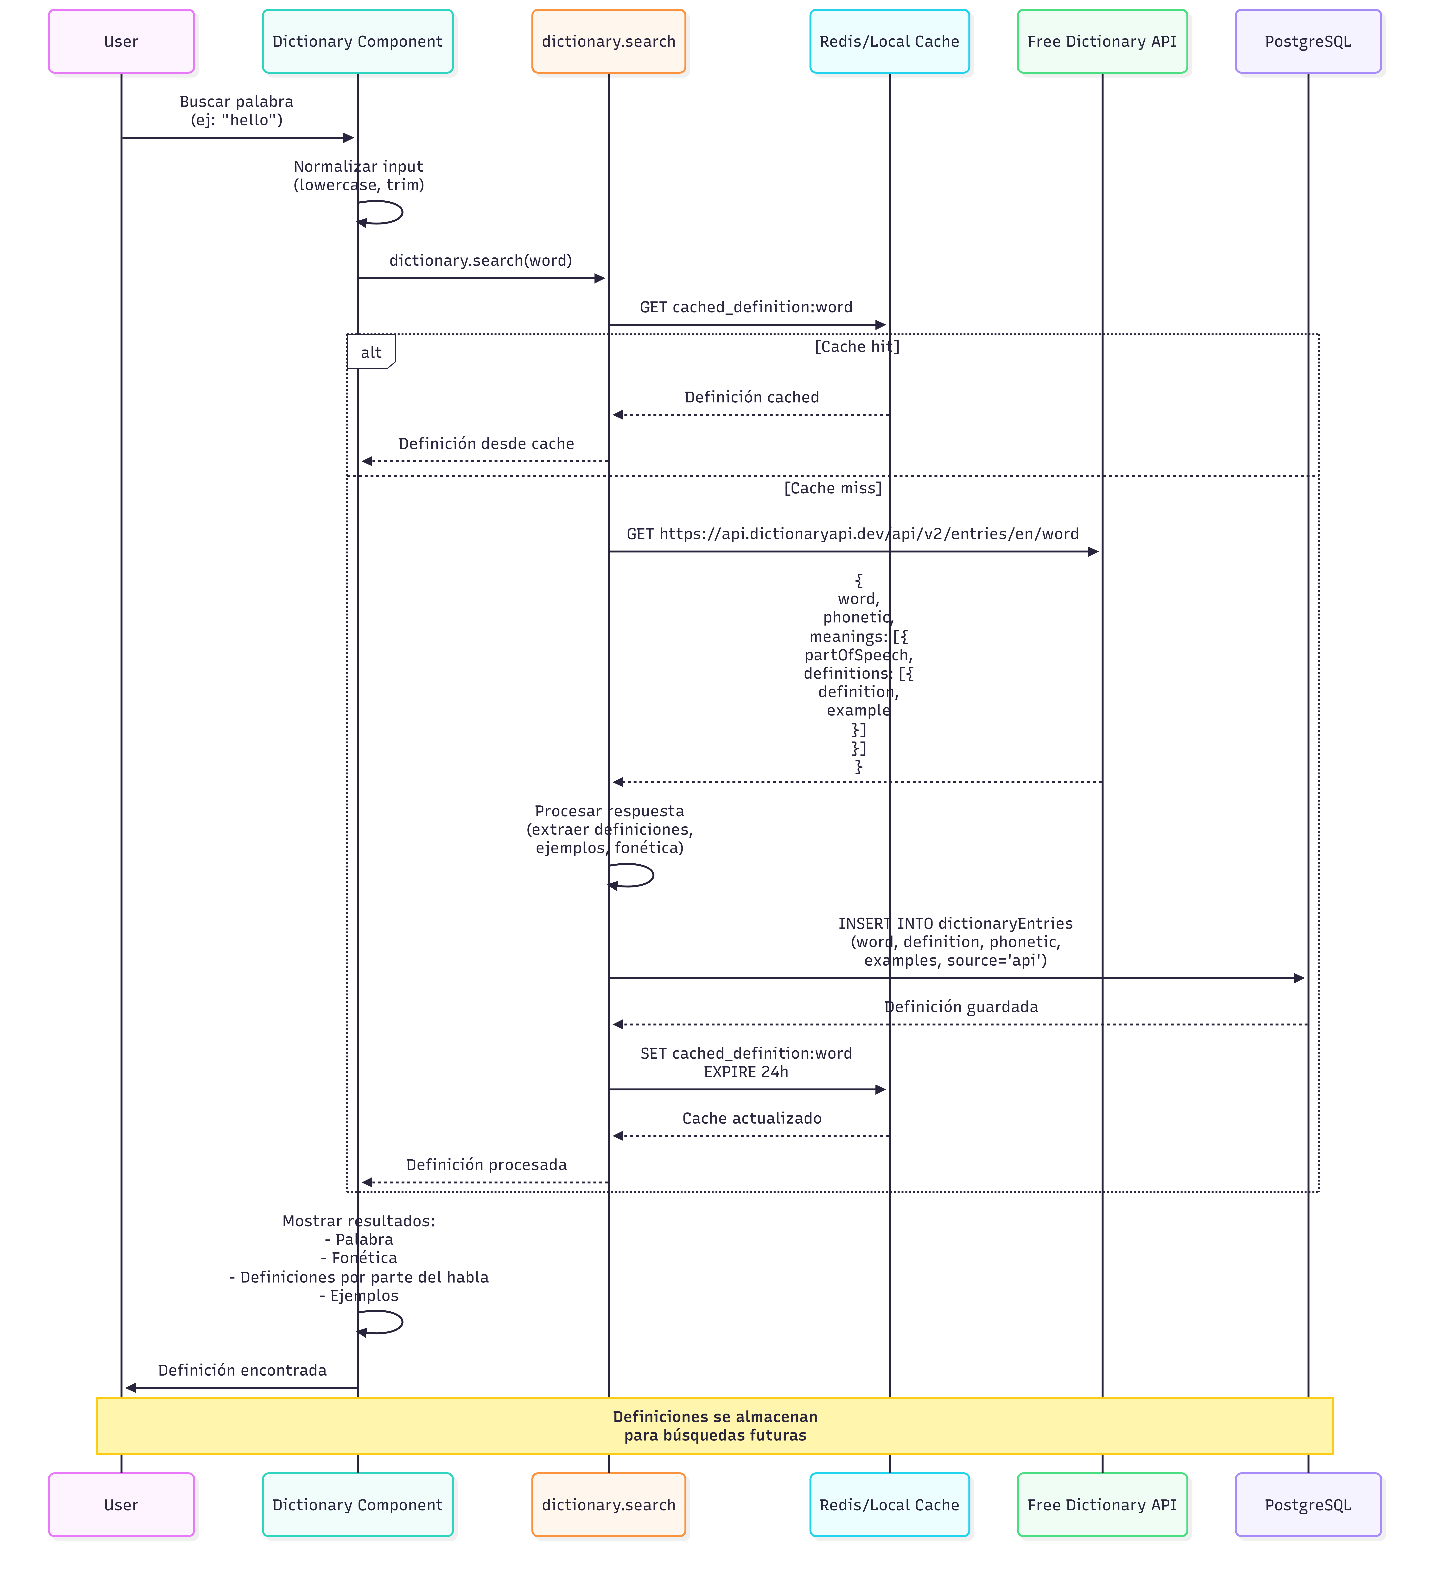 User
Dictionary Component
dictionary.search
Redis/Local Cache
Free Dictionary API
PostgreSQL
Buscar palabra
(ej: "hello")
Normalizar input
(lowercase, trim)
dictionary.search(word)
GET cached_definition:word
alt
[Cache hit]
Definición cached
Definición desde cache
[Cache miss]
GET https://api.dictionaryapi.dev/api/v2/entries/en/word
{
word,
phonetic,
meanings: [{
partOfSpeech,
definitions: [{
definition,
example
}]
}]
}
Procesar respuesta
(extraer definiciones,
ejemplos, fonética)
INSERT INTO dictionaryEntries
(word, definition, phonetic,
examples, source='api')
Definición guardada
SET cached_definition:word
EXPIRE 24h
Cache actualizado
Definición procesada
Mostrar resultados:
- Palabra
- Fonética
- Definiciones por parte del habla
- Ejemplos
Definición encontrada
Definiciones se almacenan
para búsquedas futuras
User
Dictionary Component
dictionary.search
Redis/Local Cache
Free Dictionary API
PostgreSQL